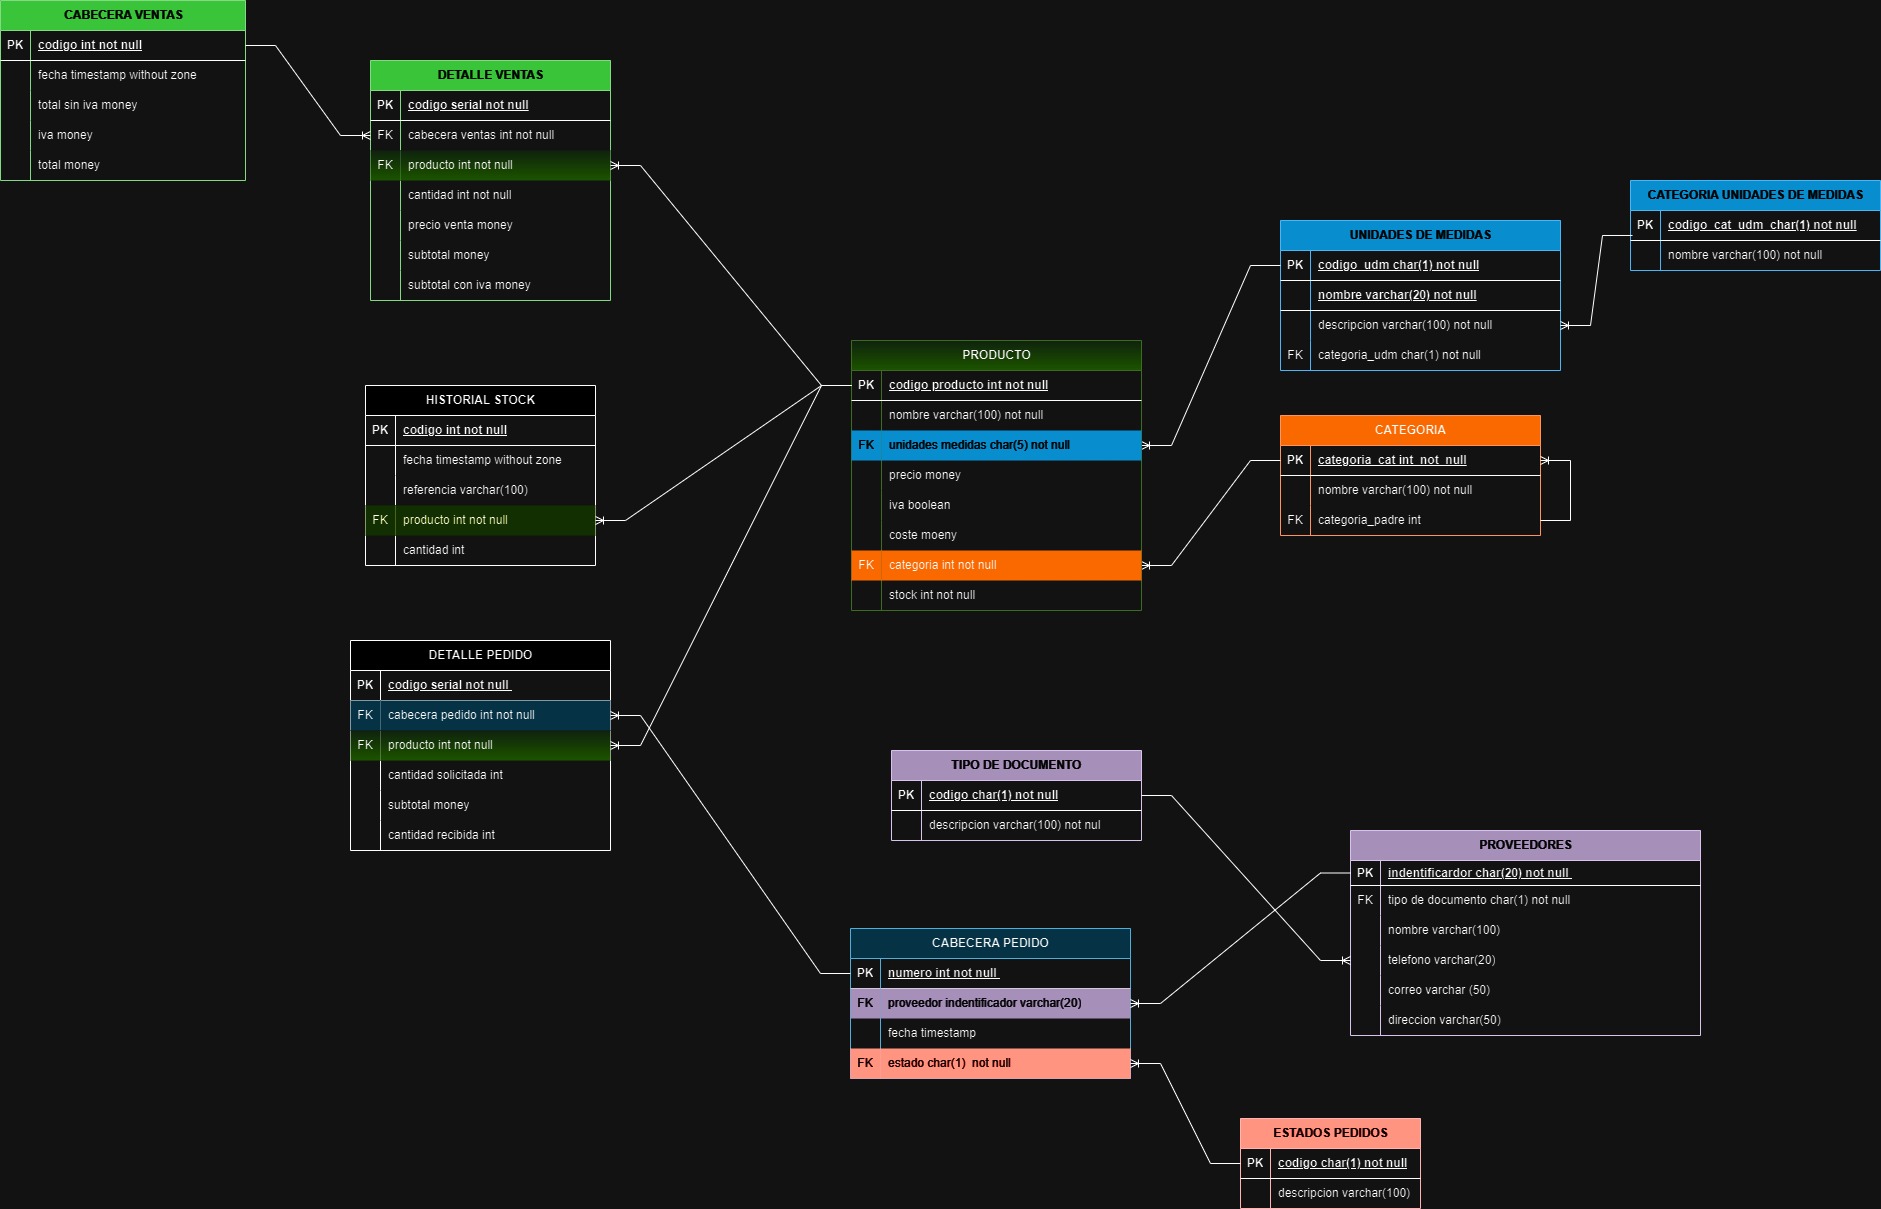 CABECERA VENTAS
PK codigo int not null
fecha timestamp without zone
total sin iva money
iva money
total money
DETALLE VENTAS
PK codigo serial not null
FK cabecera ventas int not null
FK producto int not null
cantidad int not null
precio venta money
subtotal money
subtotal con iva money
CATEGORIA UNIDADES DE MEDIDAS
PK codigo_cat_udm_char(1) not null
nombre varchar(100) not null
UNIDADES DE MEDIDAS
PK codigo_udm char(1) not null
nombre varchar(20) not null
descripcion varchar(100) not null
FK categoria_udm char(1) not null
PRODUCTO
PK codigo producto int not null
nombre varchar(100) not null
FK unidades medidas char(5) not null
precio money
iva boolean
coste moeny
FK categoria int not null
stock int not null
HISTORIAL STOCK
PK codigo int not null
fecha timestamp without zone
referencia varchar(100)
FK producto int not null
cantidad int
CATEGORIA
PK categoria_cat int_not_null
nombre varchar(100) not null
FK categoria_padre int
DETALLE PEDIDO
PK codigo serial not null
FK cabecera pedido int not null
FK producto int not null
cantidad solicitada int
subtotal money
cantidad recibida int
TIPO DE DOCUMENTO
PK codigo char(1) not null
descripcion varchar(100) not nul
PROVEEDORES
PK indentificardor char(20) not null
FK tipo de documento char(1) not null
nombre varchar(100)
telefono varchar(20)
correo varchar (50)
direccion varchar(50)
CABECERA PEDIDO
PK numero int not null
FK proveedor indentificador varchar(20)
fecha timestamp
FK estado char(1) not null
ESTADOS PEDIDOS
PK codigo char(1) not null
descripcion varchar(100)